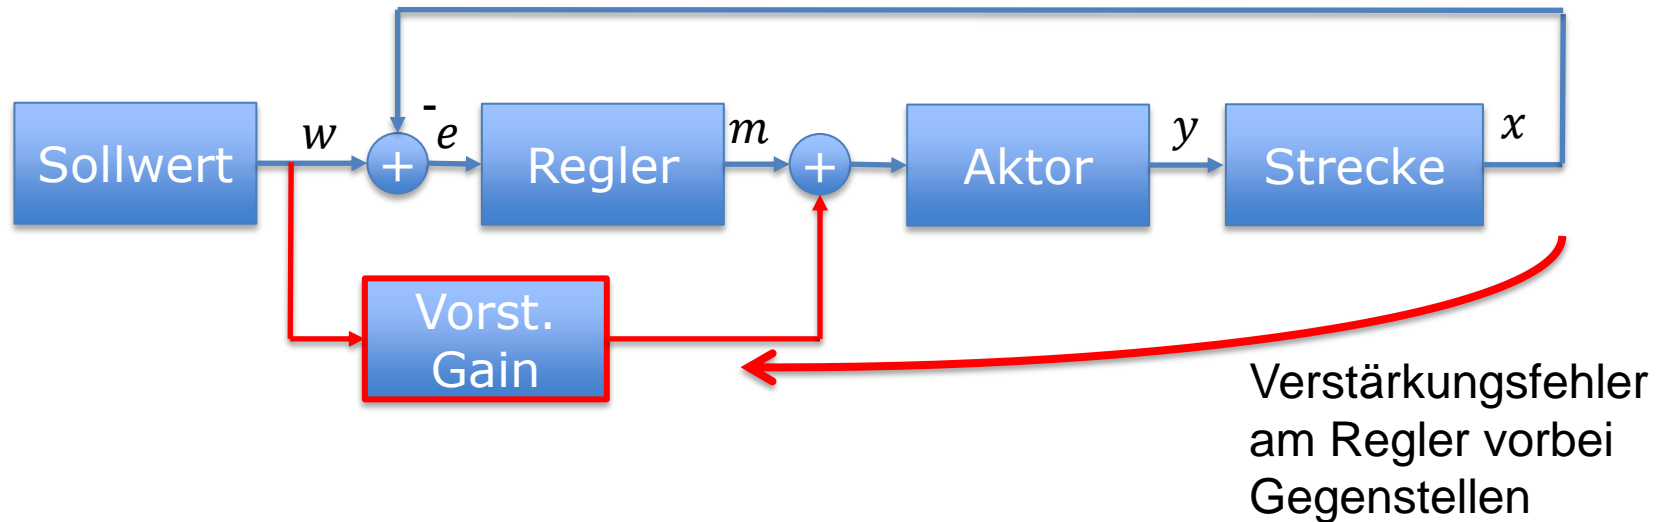 -
Sollwert
w
+
e
Regler
m
+
Aktor
y
Strecke
x
Vorst.
Gain
Verstärkungsfehler
am Regler vorbei
Gegenstellen